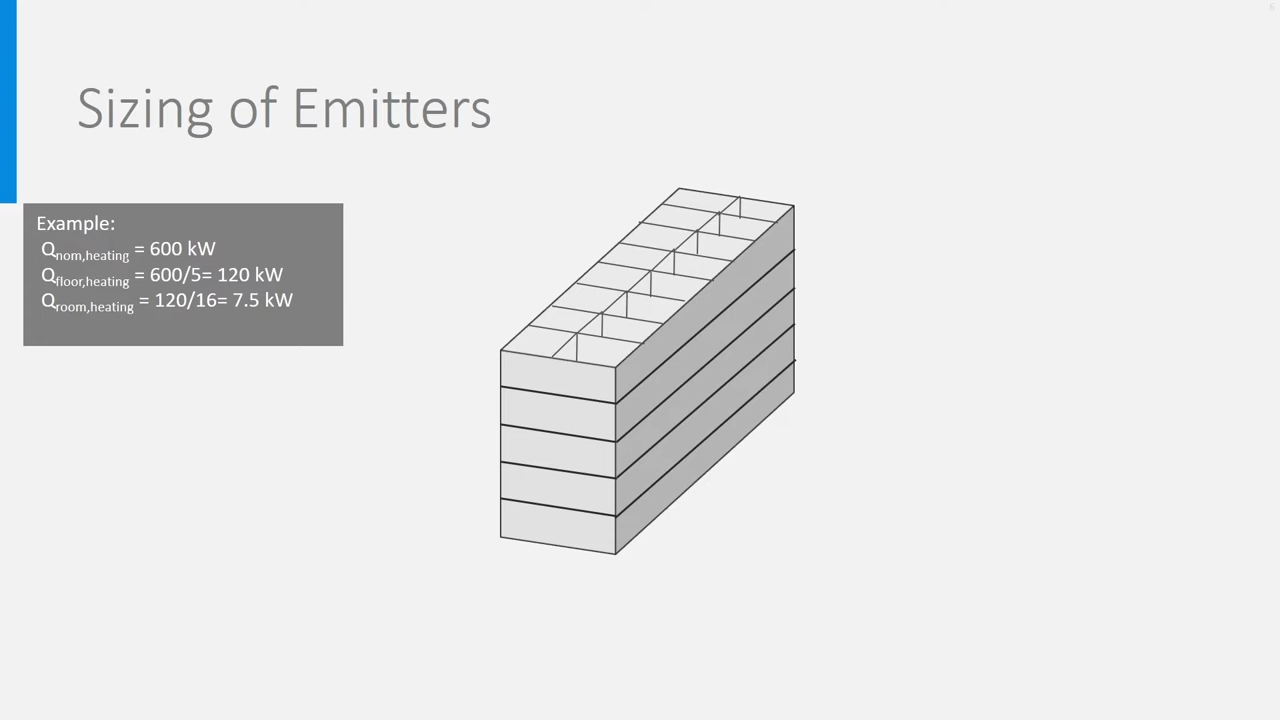 6
Sizing of Emitters
Example:
Qnom,heating = 600 kW
Qfloor,heating = 600/5= 120 kW
Qroom,heating = 120/16= 7.5 kW